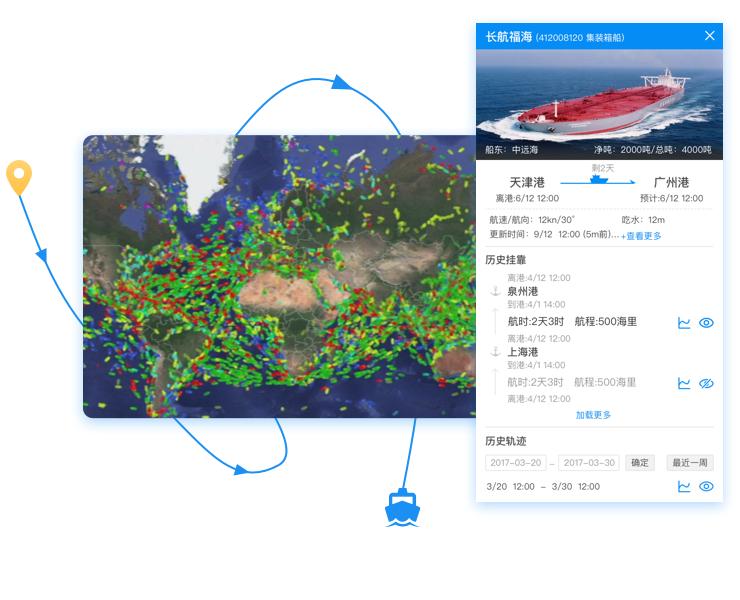 长航福海 (412008120 集装箱船)
船东：中远海 净吨：2000吨/总吨：4000吨
剩2天
天津港 广州港
离港:6/12 12:00 预计:6/12 12:00
航速/航向：12kn/30° 吃水：12m
更新时间：9/12 12:00 (5m前)... +查看更多
历史挂靠
离港:4/12 12:00
泉州港
到港:4/1 14:00
航时:2天3时 航程:500海里
离港:4/12 12:00
上海港
到港:4/1 14:00
航时:2天3时 航程:500海里
离港:4/12 12:00
加载更多
历史轨迹
2017-03-20 – 2017-03-30 确定 最近一周
3/20 12:00 – 3/30 12:00